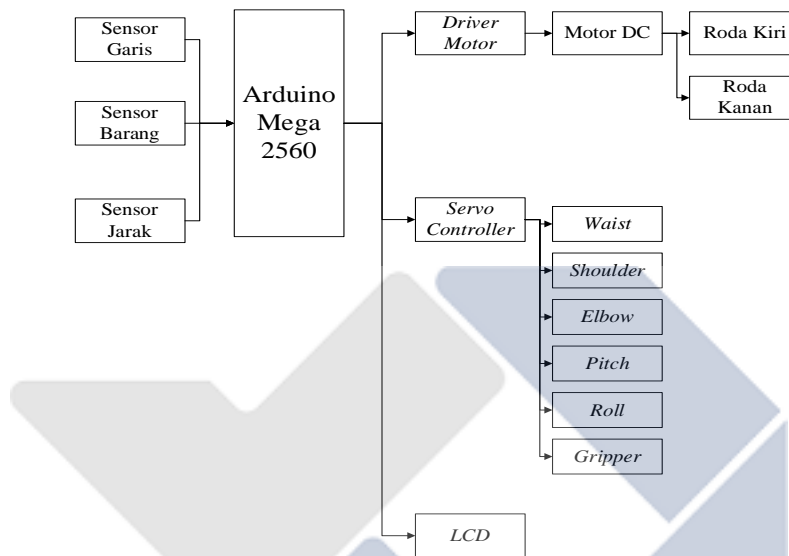 Sensor
Garis
Sensor
Barang
Sensor
Jarak
Arduino
Mega
2560
Driver
Motor
Motor DC
Roda Kiri
Roda
Kanan
Servo
Controller
Waist
Shoulder
Elbow
Pitch
Roll
Gripper
LCD